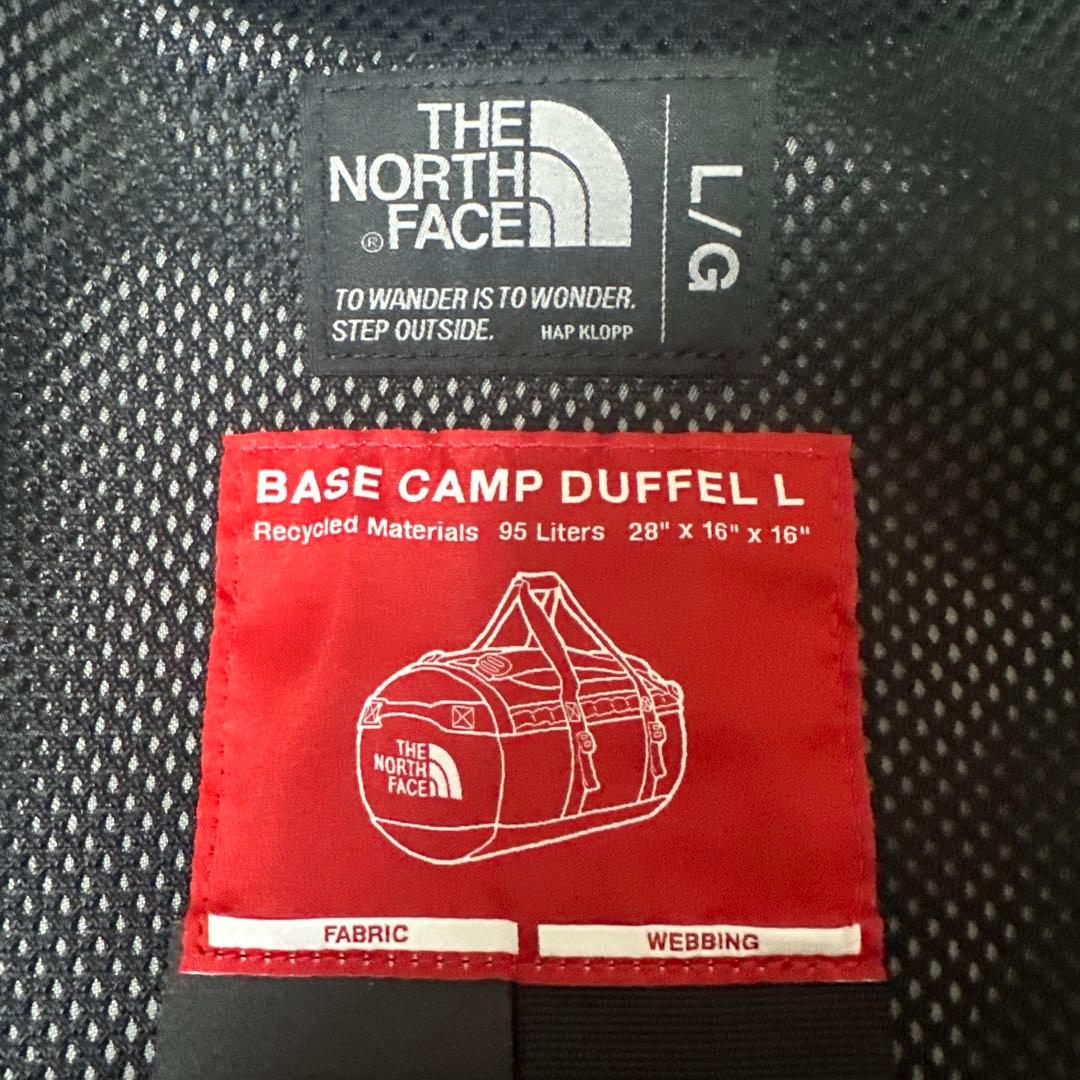 THE
NORTH
® FACE
TO WANDER IS TO WONDER.
STEP OUTSIDE. HAP KLOPP
L/G
BASE CAMP DUFFEL L
Recycled Materials 95 Liters 28" x 16" x 16"
THE
NORTH
FACE
FABRIC
WEBBING